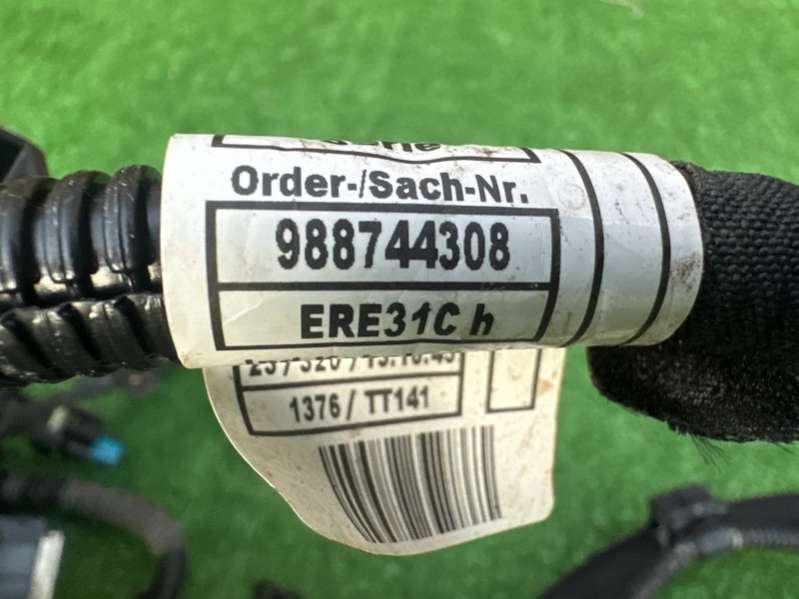 Order-/Sach-Nr.
988744308
ERE31C h
1376 / TT141